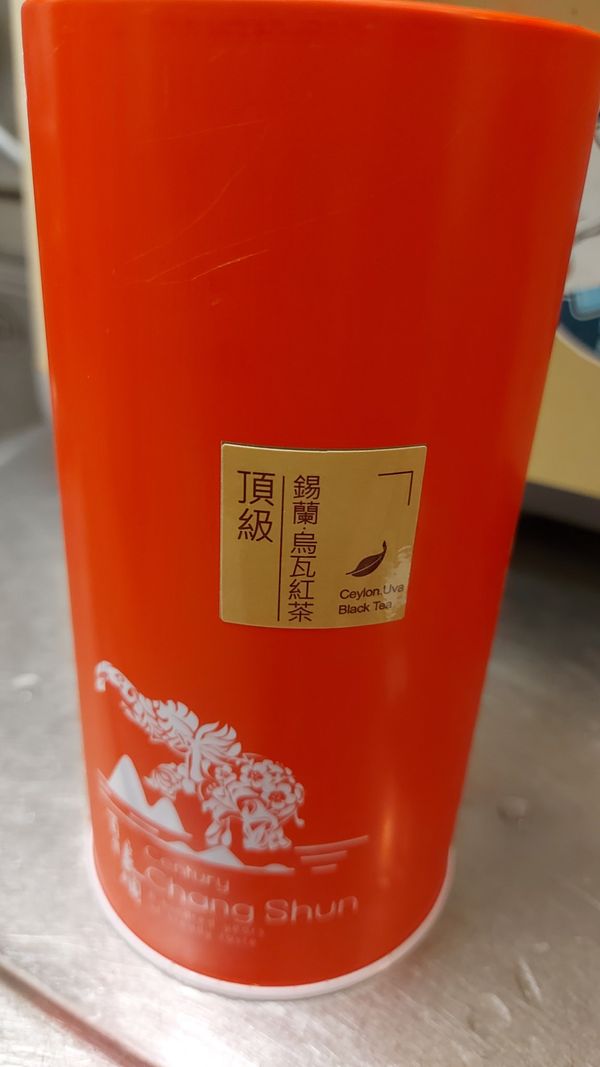 頂級
錫蘭·烏瓦紅茶
Ceylon.Uva
Black Tea
Century
Chang Shun